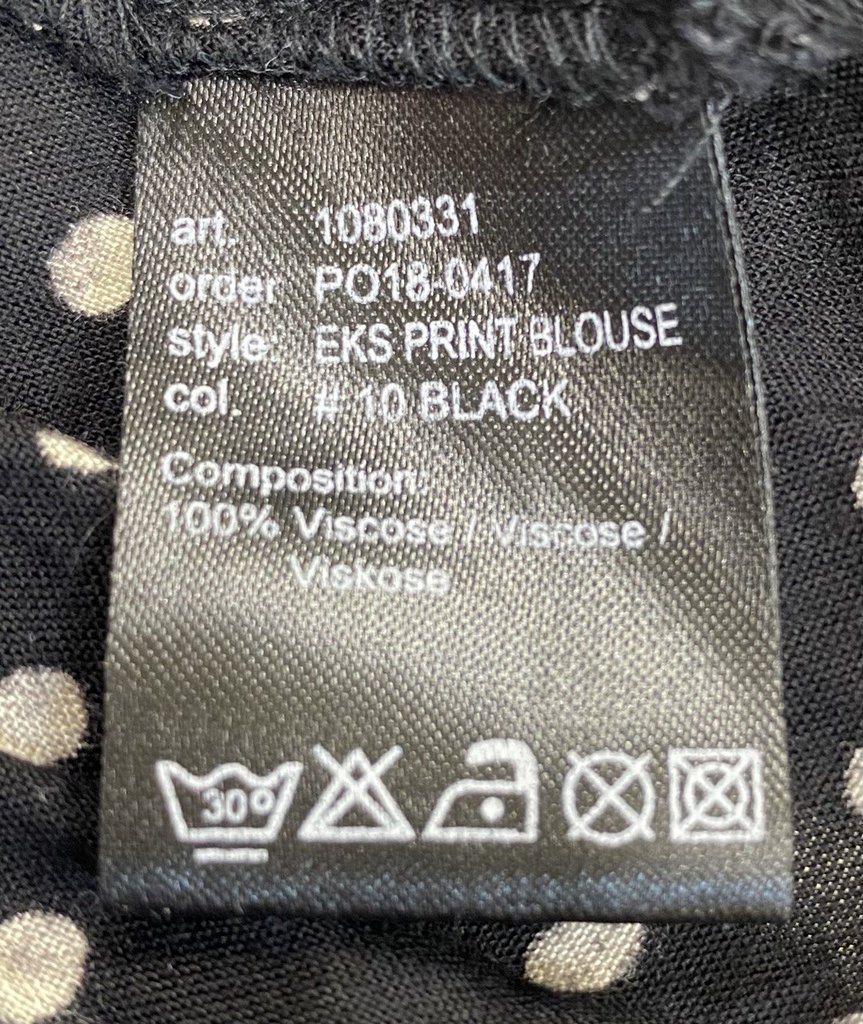 art. 1080331
order PO18-0417
style: EKS PRINT BLOUSE
col. # 10 BLACK
Composition:
100% Viscose / Viscose /
Viskose
30°